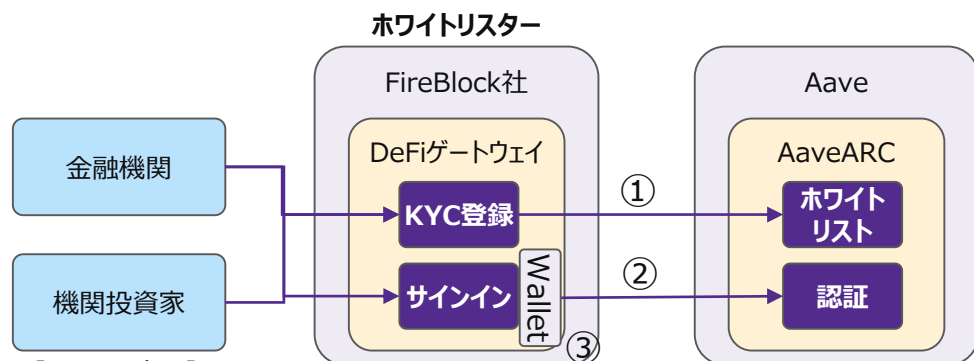 ホワイトリスター
FireBlock社
Aave
DeFiゲートウェイ
AaveARC
金融機関
KYC登録
①
ホワイト
リスト
機関投資家
サインイン
Wallet
②
認証
③